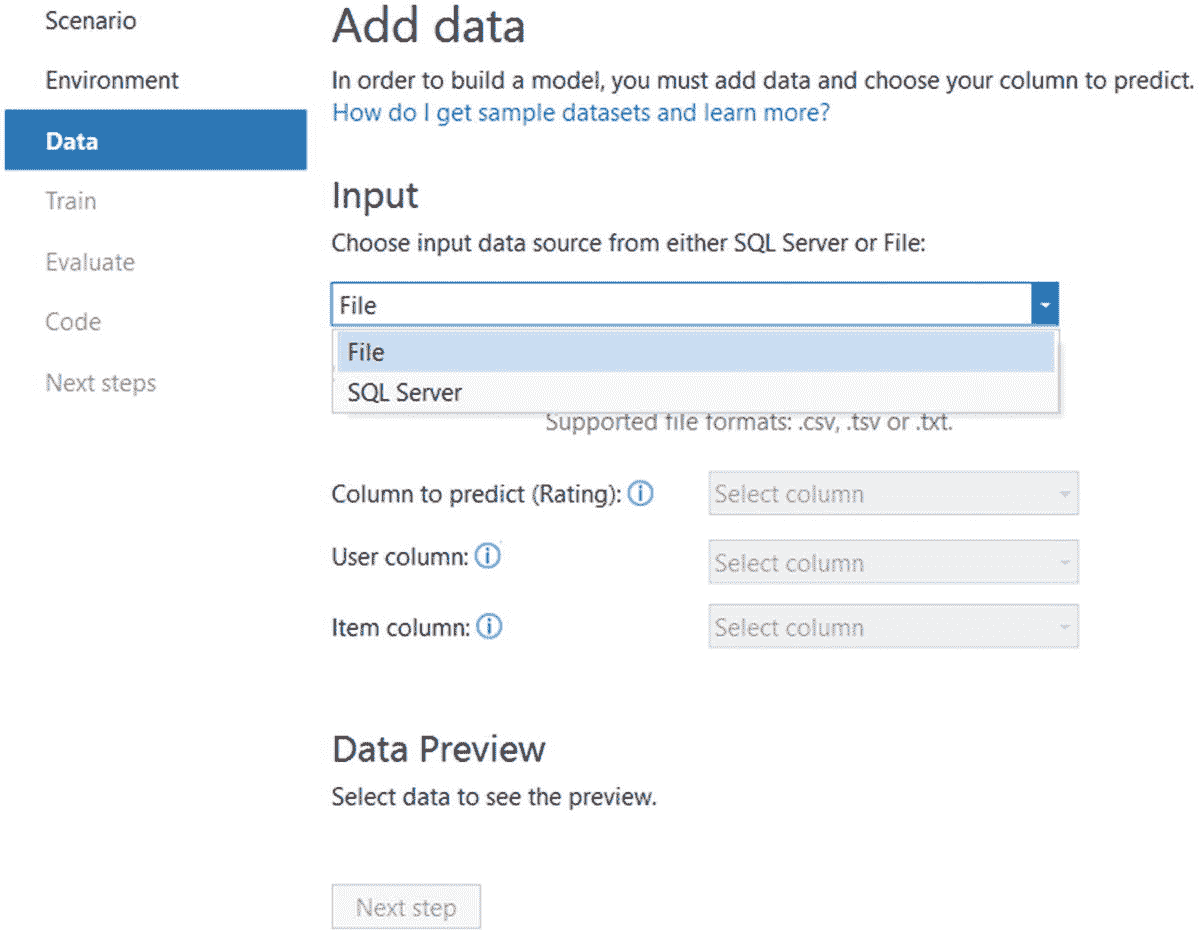 Scenario
Environment
Data
Train
Evaluate
Code
Next steps
Add data
In order to build a model, you must add data and choose your column to predict.
How do I get sample datasets and learn more?
Input
Choose input data source from either SQL Server or File:
File
File
SQL Server
Supported file formats: .csv, .tsv or .txt.
Column to predict (Rating): Select column
User column: Select column
Item column: Select column
Data Preview
Select data to see the preview.
Next step